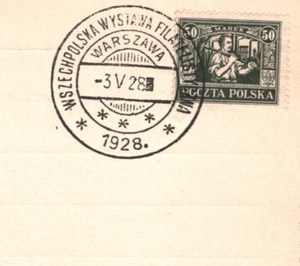 WSZECHPOLSKA WYSTAWA FILATELISTYCZNA
WARSZAWA
-3 V 28
1928.
50 MAREK 50
POCZTA POLSKA